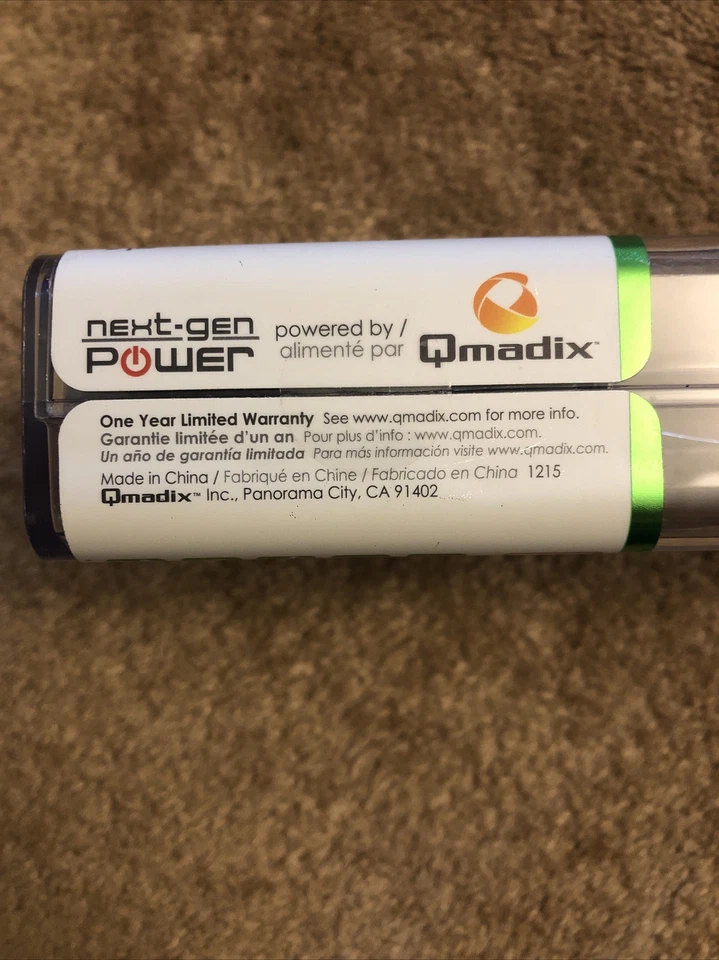 next-gen
POWER
powered by /
alimenté par
Qmadix™
One Year Limited Warranty See www.qmadix.com for more info.
Garantie limitée d'un an Pour plus d'info : www.qmadix.com.
Un año de garantía limitada Para más información visite www.qmadix.com.
Made in China / Fabriqué en Chine / Fabricado en China 1215
Qmadix™ Inc., Panorama City, CA 91402